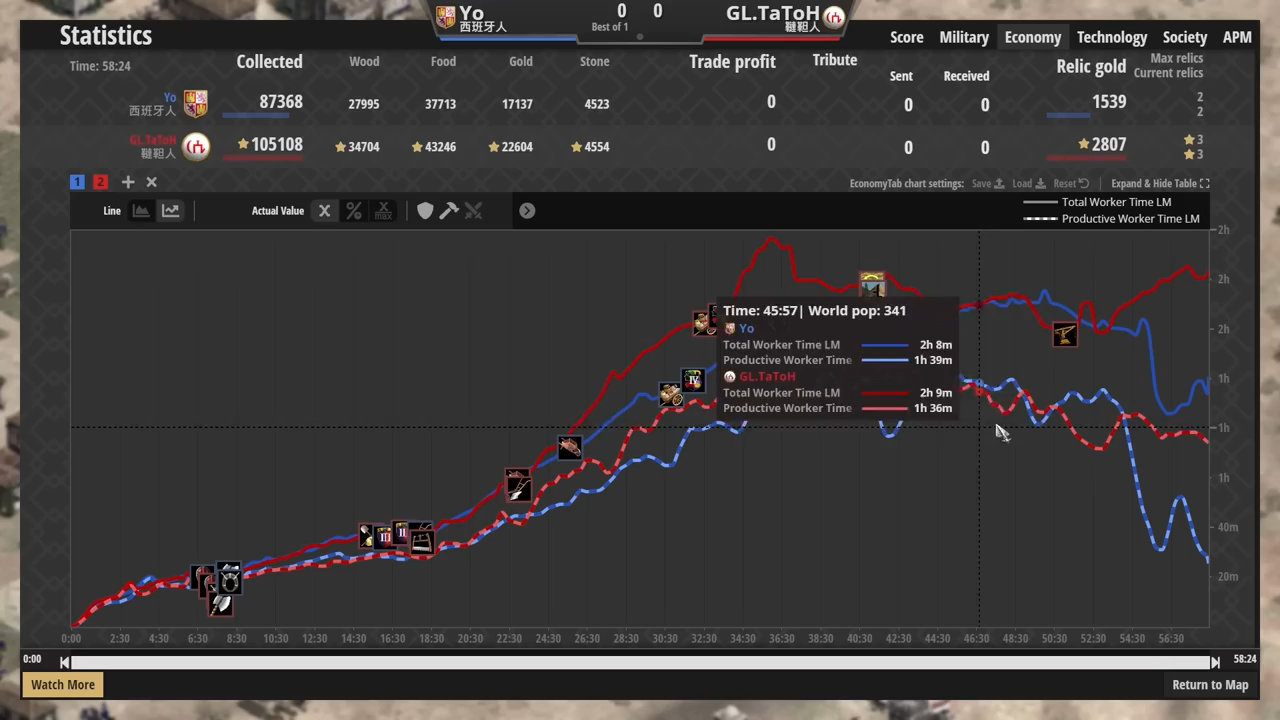 Yo
西班牙人
0 0
Best of 1
GL.TaToH
韃靼人
Statistics
Score Military Economy Technology Society APM
Time: 58:24
Collected Wood Food Gold Stone Trade profit Tribute Sent Received Relic gold Max relics
Current relics
Yo
西班牙人
87368 27995 37713 17137 4523 0 0 0 1539 2
2
GL.TaToH
韃靼人
105108 34704 43246 22604 4554 0 0 0 2807 3
3
1 2
EconomyTab chart settings: Save Load Reset Expand & Hide Table
Line Actual Value X % X max
Total Worker Time LM
Productive Worker Time LM
Time: 45:57| World pop: 341
Yo
Total Worker Time LM 2h 8m
Productive Worker Time 1h 39m
GL.TaToH
Total Worker Time LM 2h 9m
Productive Worker Time 1h 36m
2h
2h
2h
1h
1h
1h
40m
20m
III II IV
0:00 2:30 4:30 6:30 8:30 10:30 12:30 14:30 16:30 18:30 20:30 22:30 24:30 26:30 28:30 30:30 32:30 34:30 36:30 38:30 40:30 42:30 44:30 46:30 48:30 50:30 52:30 54:30 56:30
0:00 58:24
Watch More
Return to Map